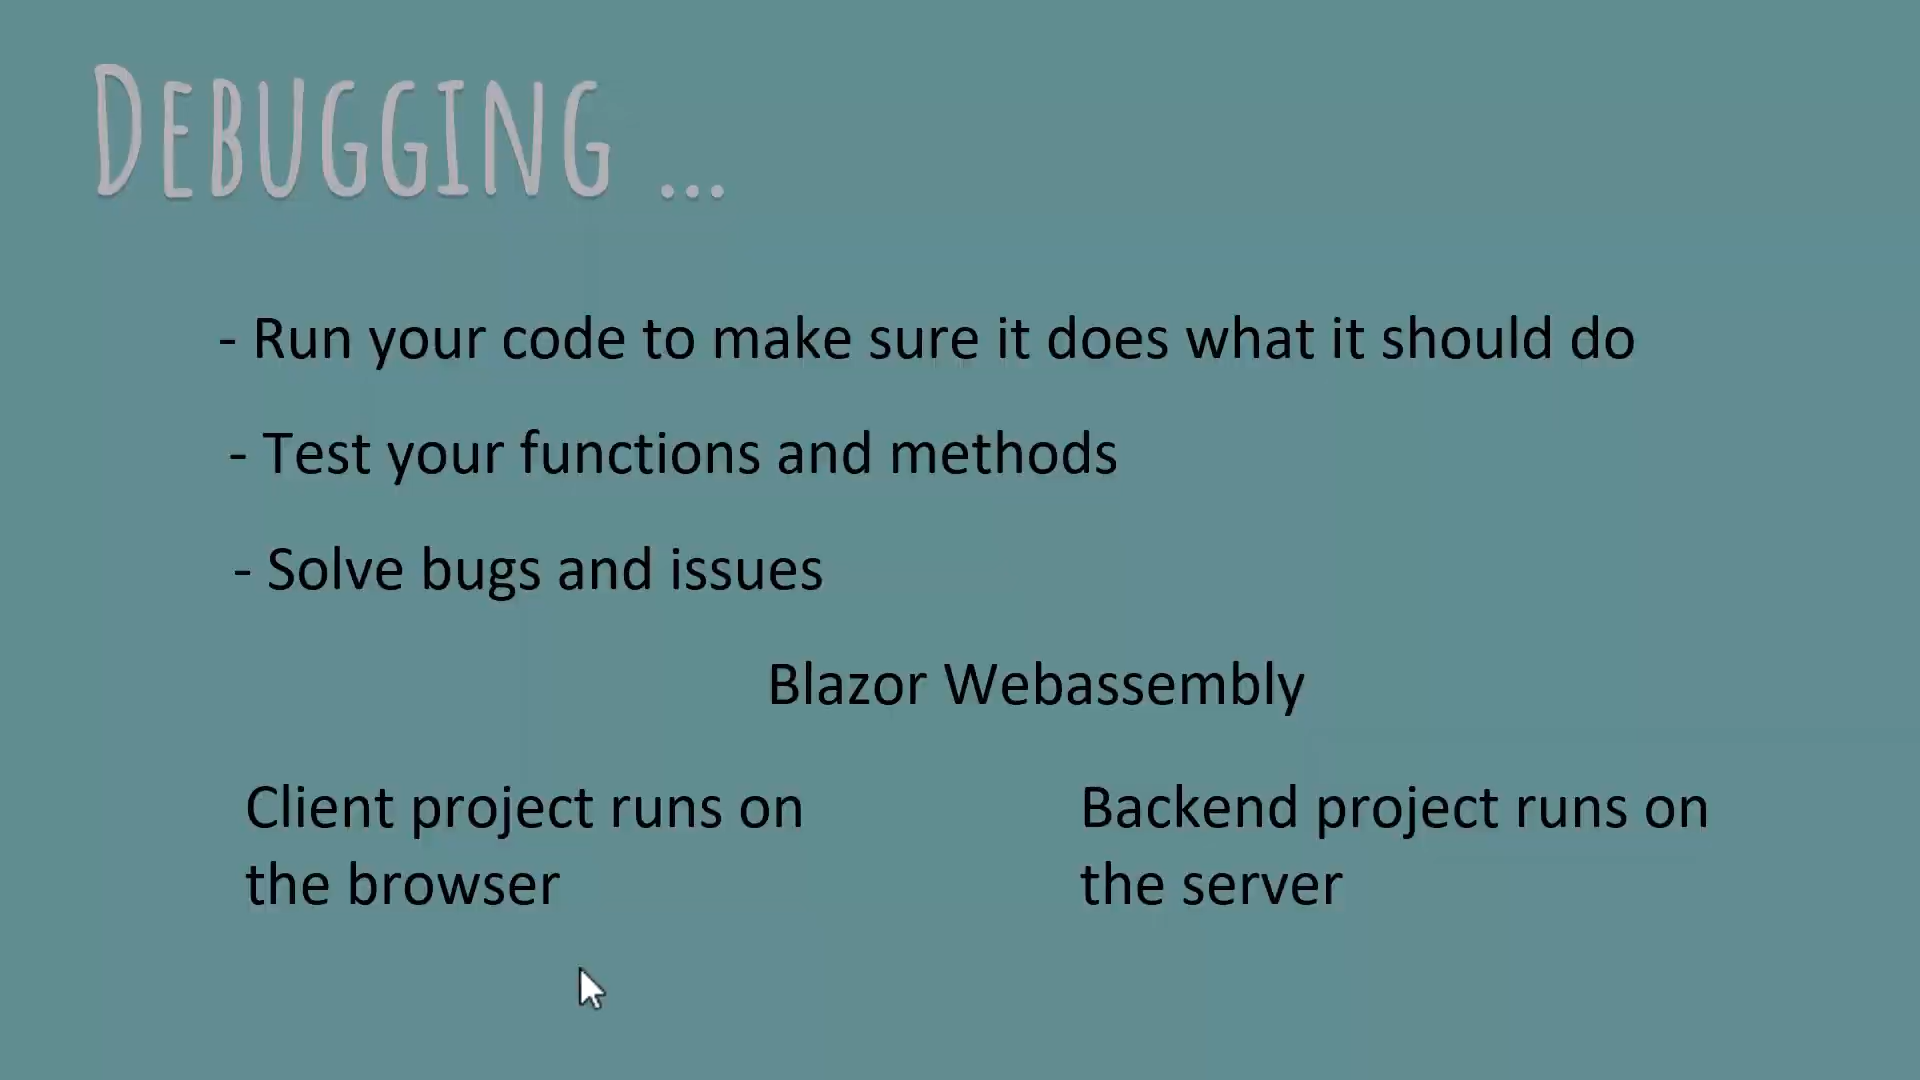 DEBUGGING ...
- Run your code to make sure it does what it should do
- Test your functions and methods
- Solve bugs and issues
Blazor Webassembly
Client project runs on
the browser
Backend project runs on
the server